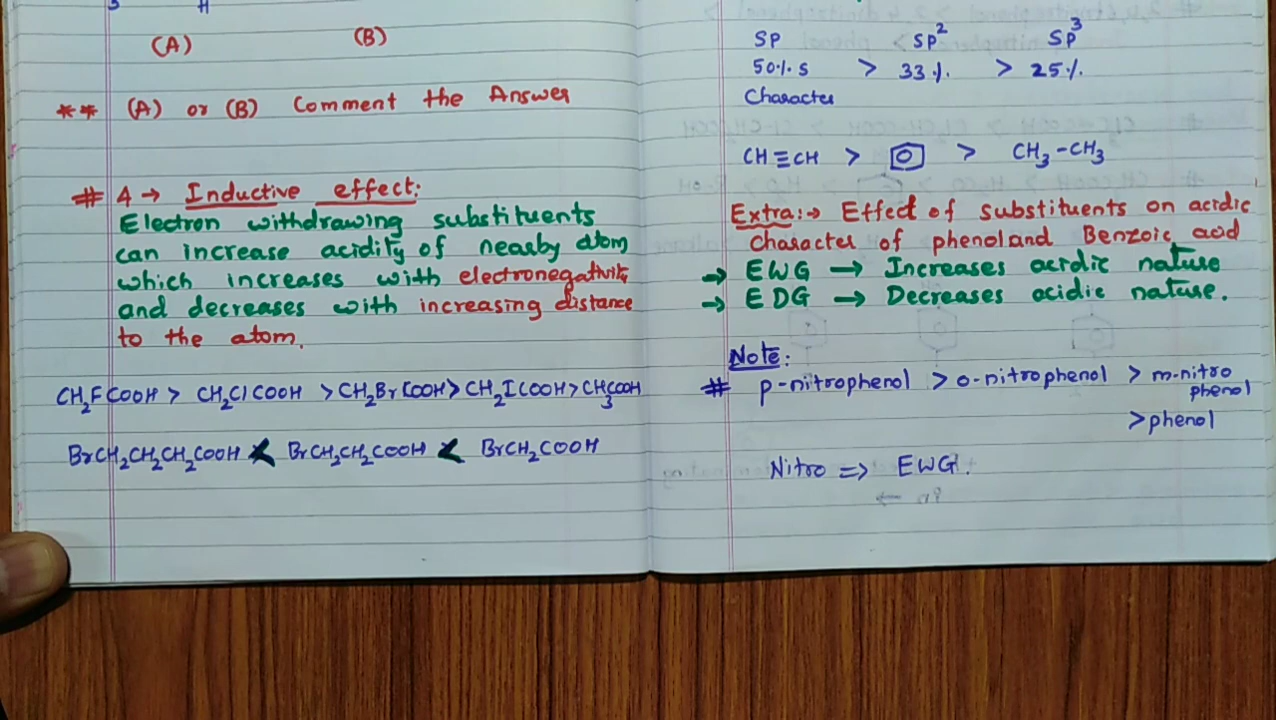 (A) (B)
** (A) or (B) Comment the Answer
# 4 → Inductive effect:
Electron withdrawing substituents
can increase acidity of nearby atom
which increases with electronegativity
and decreases with increasing distance
to the atom.
CH₂FCOOH > CH₂ClCOOH > CH₂BrCOOH > CH₂ICOOH > CH₃COOH
BrCH₂CH₂CH₂COOH < BrCH₂CH₂COOH < BrCH₂COOH
SP SP² SP³
50% S > 33% > 25%
Character
CH≡CH > > CH₃-CH₃
Extra:→ Effect of substituents on acidic
character of phenol and Benzoic acid
→ EWG → Increases acidic nature
→ EDG → Decreases acidic nature.
Note:
# p-nitrophenol > o-nitrophenol > m-nitro
phenol
> phenol
Nitro => EWG.